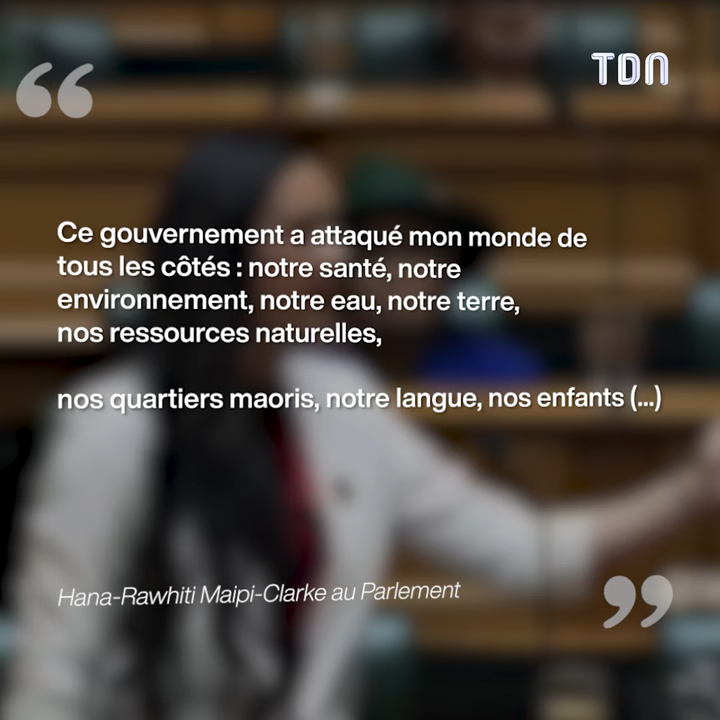 TDN
“
Ce gouvernement a attaqué mon monde de
tous les côtés : notre santé, notre
environnement, notre eau, notre terre,
nos ressources naturelles,
nos quartiers maoris, notre langue, nos enfants (...)
Hana-Rawhiti Maipi-Clarke au Parlement
”